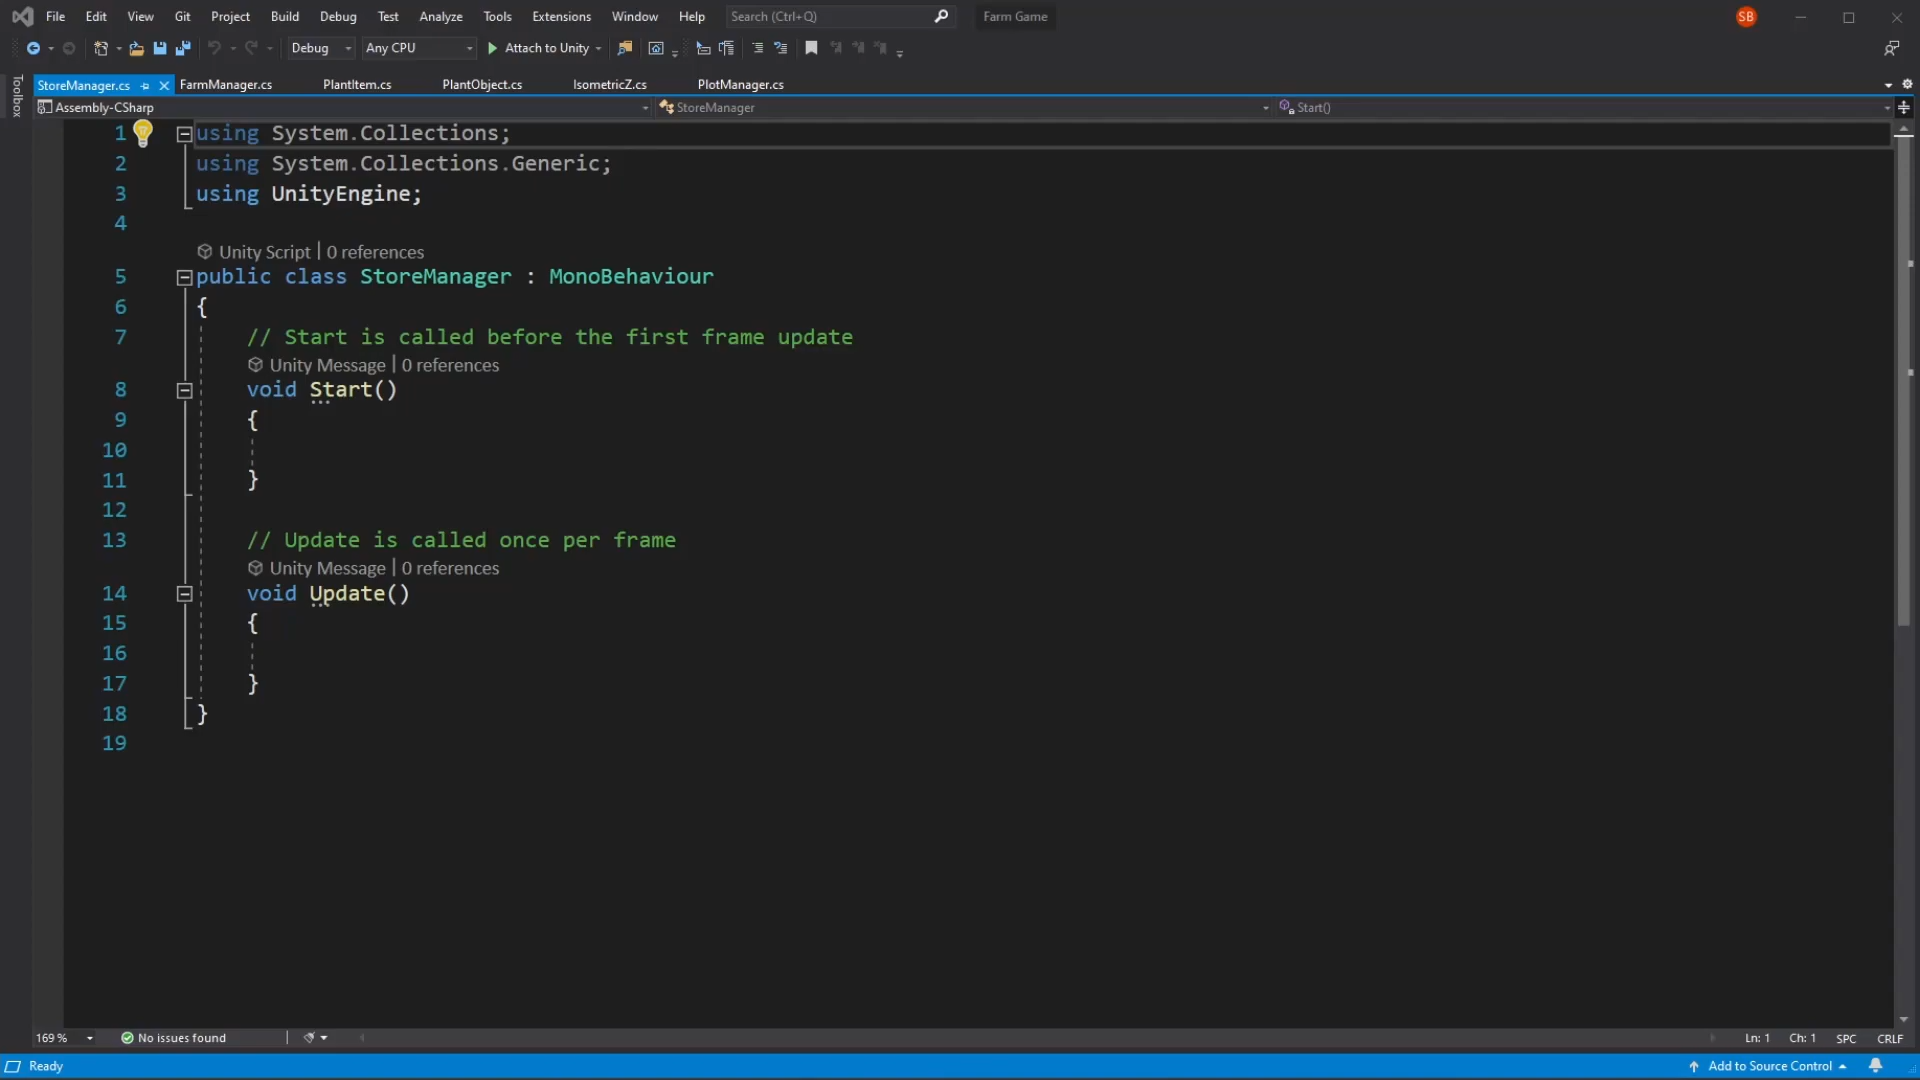 File Edit View Git Project Build Debug Test Analyze Tools Extensions Window Help Search (Ctrl+Q) Farm Game SB
Debug Any CPU Attach to Unity
Toolbox
StoreManager.cs FarmManager.cs PlantItem.cs PlantObject.cs IsometricZ.cs PlotManager.cs
Assembly-CSharp StoreManager Start()
1 using System.Collections;
2 using System.Collections.Generic;
3 using UnityEngine;
4
Unity Script | 0 references
5 public class StoreManager : MonoBehaviour
6 {
7 // Start is called before the first frame update
Unity Message | 0 references
8 void Start()
9 {
10
11 }
12
13 // Update is called once per frame
Unity Message | 0 references
14 void Update()
15 {
16
17 }
18 }
19
169 % No issues found Ln: 1 Ch: 1 SPC CRLF
Ready Add to Source Control